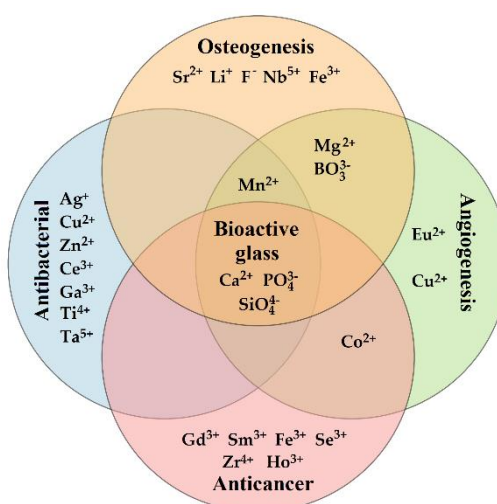 Osteogenesis
Sr²⁺ Li⁺ F⁻ Nb⁵⁺ Fe³⁺
Mg²⁺
BO₃³⁻
Mn²⁺
Antibacterial
Ag⁺
Cu²⁺
Zn²⁺
Ce³⁺
Ga³⁺
Ti⁴⁺
Ta⁵⁺
Bioactive
glass
Ca²⁺ PO₄³⁻
SiO₄⁴⁻
Eu²⁺
Cu²⁺
Angiogenesis
Co²⁺
Gd³⁺ Sm³⁺ Fe³⁺ Se³⁺
Zr⁴⁺ Ho³⁺
Anticancer